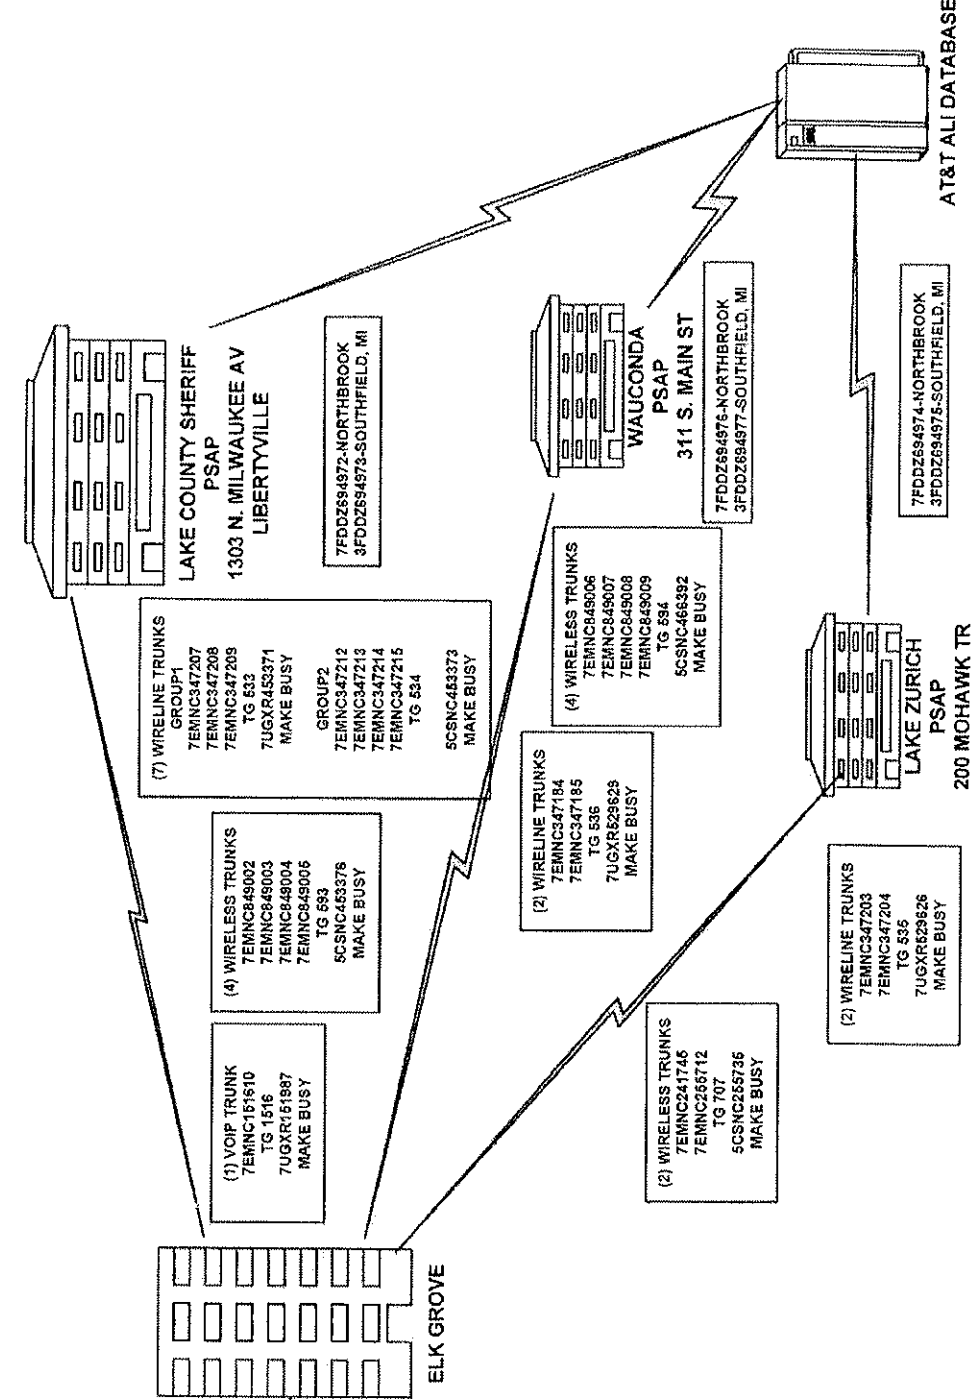 LAKE COUNTY SHERIFF
PSAP
1303 N. MILWAUKEE AV
LIBERTYVILLE
7FDDZ694972-NORTHBROOK
3FDDZ694973-SOUTHFIELD, MI
(7) WIRELINE TRUNKS
GROUP1
7EMNC347207
7EMNC347208
7EMNC347209
TG 533
7UGXR453371
MAKE BUSY
GROUP2
7EMNC347212
7EMNC347213
7EMNC347214
7EMNC347215
TG 534
5CSNC453373
MAKE BUSY
(4) WIRELESS TRUNKS
7EMNC849002
7EMNC849003
7EMNC849004
7EMNC849005
TG 593
5CSNC453376
MAKE BUSY
(1) VOIP TRUNK
7EMNC151610
TG 1516
7UGXR151987
MAKE BUSY
ELK GROVE
WAUCONDA
PSAP
311 S. MAIN ST
7FDDZ694976-NORTHBROOK
3FDDZ694977-SOUTHFIELD, MI
(4) WIRELESS TRUNKS
7EMNC849006
7EMNC849007
7EMNC849008
7EMNC849009
TG 594
5CSNC466392
MAKE BUSY
(2) WIRELINE TRUNKS
7EMNC347184
7EMNC347185
TG 536
7UGXR529629
MAKE BUSY
AT&T ALI DATABASE
7FDDZ694974-NORTHBROOK
3FDDZ694975-SOUTHFIELD, MI
LAKE ZURICH
PSAP
200 MOHAWK TR
(2) WIRELINE TRUNKS
7EMNC347203
7EMNC347204
TG 535
7UGXR529626
MAKE BUSY
(2) WIRELESS TRUNKS
7EMNC241745
7EMNC255712
TG 707
5CSNC255735
MAKE BUSY